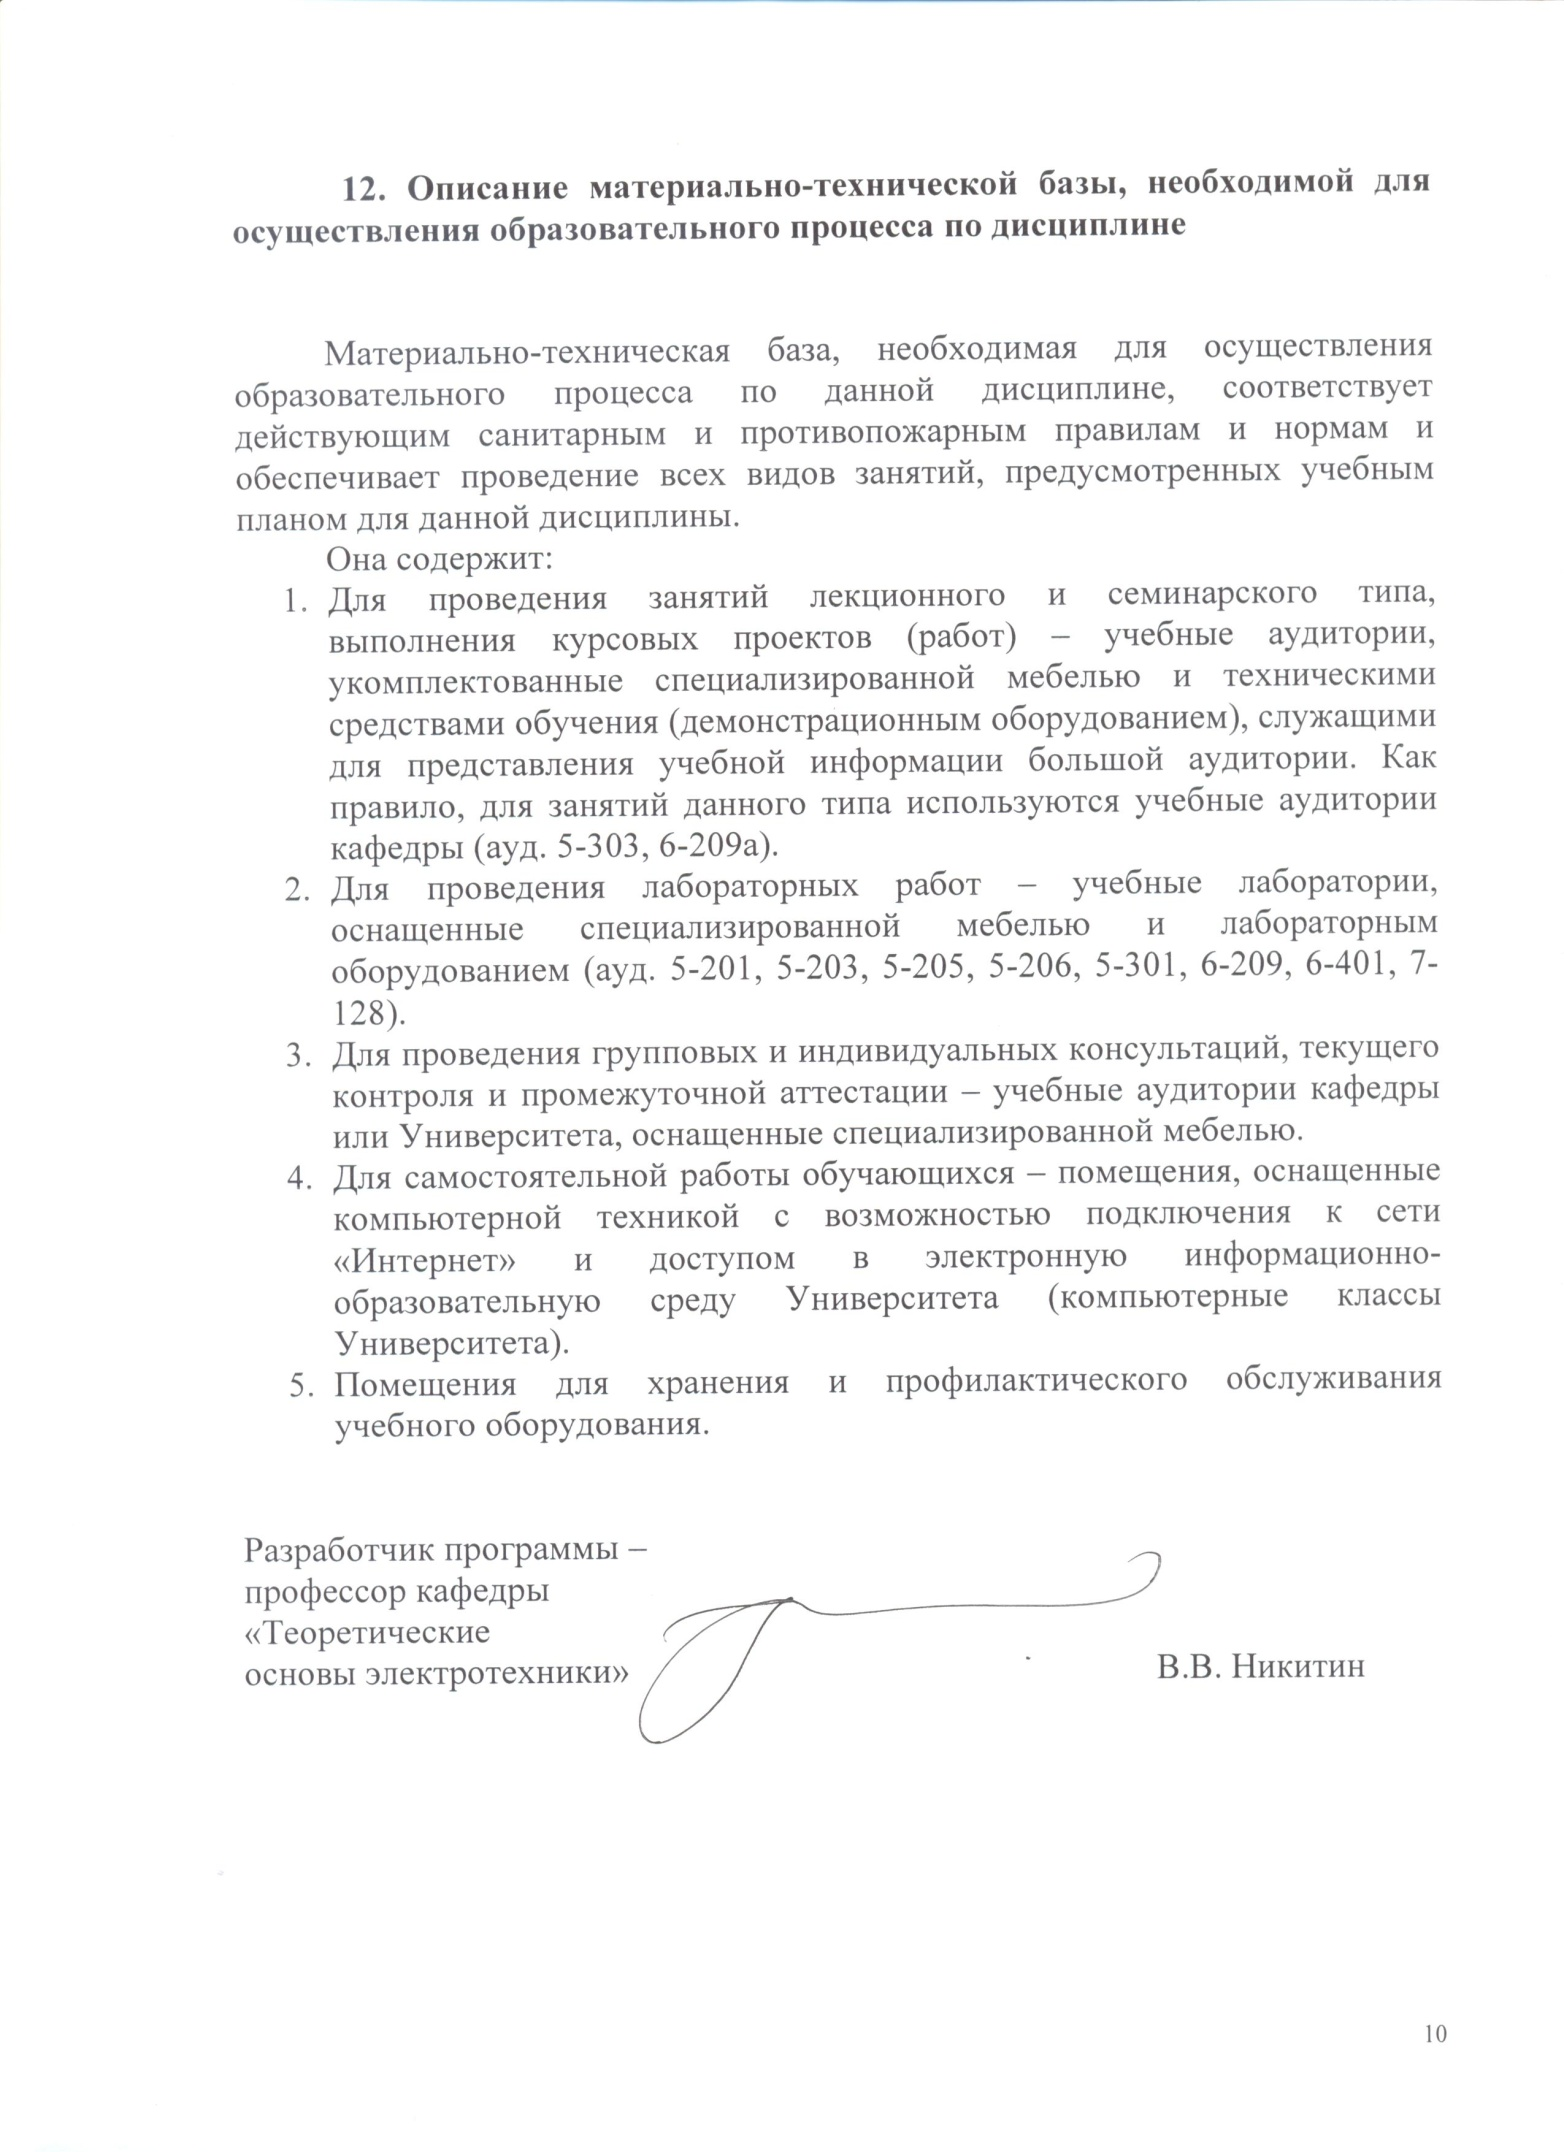 12. Описание материально-технической базы, необходимой для
осуществления образовательного процесса по дисциплине
Материально-техническая база, необходимая для осуществления
образовательного процесса по данной дисциплине, соответствует
действующим санитарным и противопожарным правилам и нормам и
обеспечивает проведение всех видов занятий, предусмотренных учебным
планом для данной дисциплины.
Она содержит:
1. Для проведения занятий лекционного и семинарского типа,
выполнения курсовых проектов (работ) – учебные аудитории,
укомплектованные специализированной мебелью и техническими
средствами обучения (демонстрационным оборудованием), служащими
для представления учебной информации большой аудитории. Как
правило, для занятий данного типа используются учебные аудитории
кафедры (ауд. 5-303, 6-209а).
2. Для проведения лабораторных работ – учебные лаборатории,
оснащенные специализированной мебелью и лабораторным
оборудованием (ауд. 5-201, 5-203, 5-205, 5-206, 5-301, 6-209, 6-401, 7-
128).
3. Для проведения групповых и индивидуальных консультаций, текущего
контроля и промежуточной аттестации – учебные аудитории кафедры
или Университета, оснащенные специализированной мебелью.
4. Для самостоятельной работы обучающихся – помещения, оснащенные
компьютерной техникой с возможностью подключения к сети
«Интернет» и доступом в электронную информационно-
образовательную среду Университета (компьютерные классы
Университета).
5. Помещения для хранения и профилактического обслуживания
учебного оборудования.
Разработчик программы –
профессор кафедры
«Теоретические
основы электротехники» В.В. Никитин
10